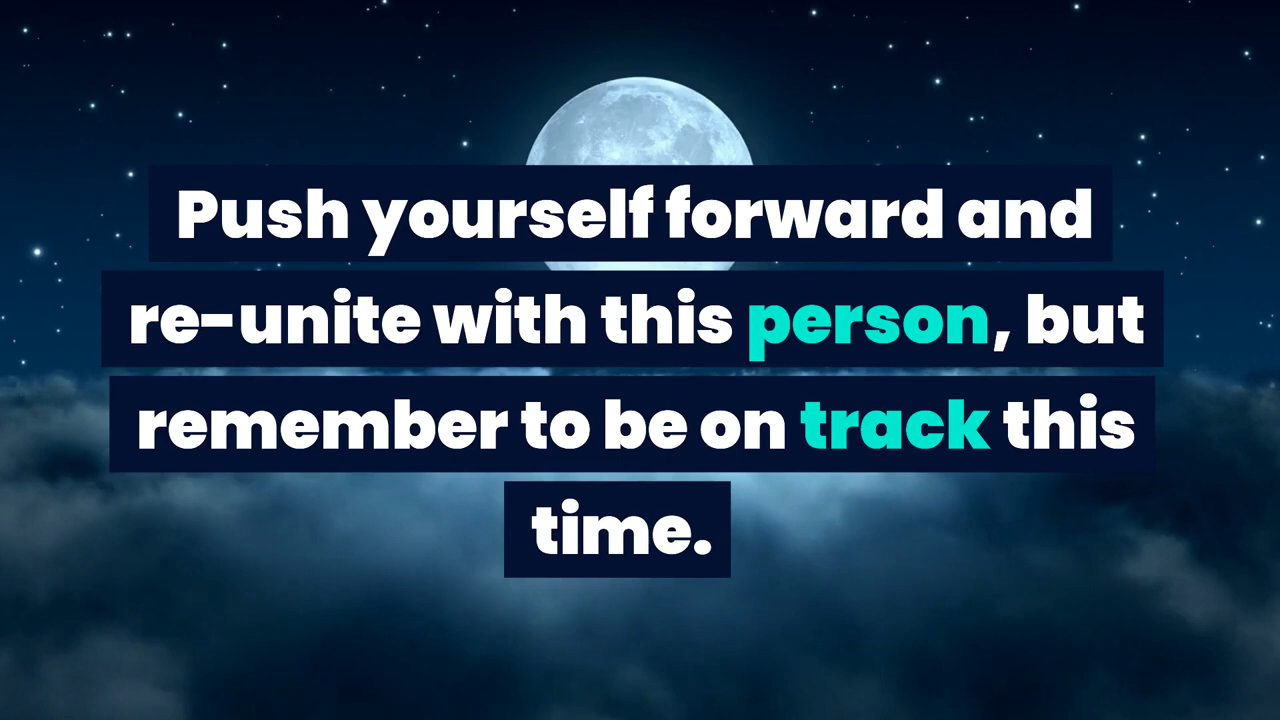 Push yourself forward and
re-unite with this person, but
remember to be on track this
time.